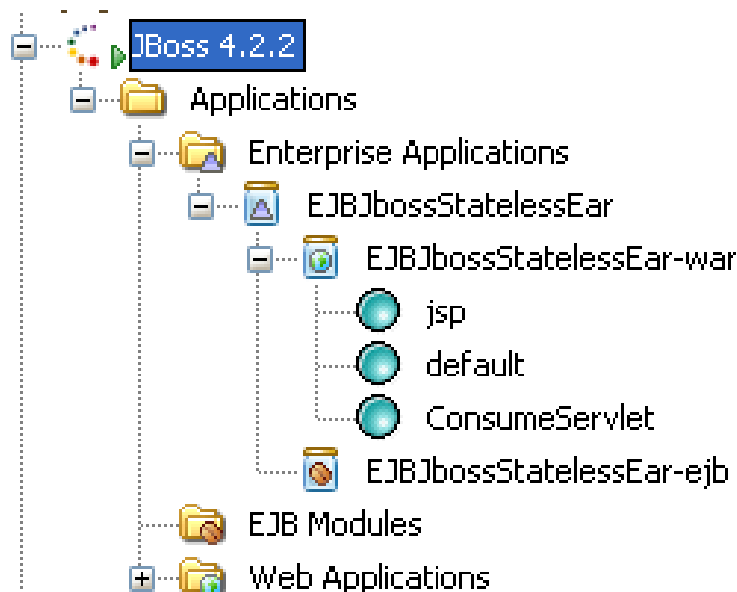 JBoss 4.2.2
Applications
Enterprise Applications
EJBJbossStatelessEar
EJBJbossStatelessEar-war
jsp
default
ConsumeServlet
EJBJbossStatelessEar-ejb
EJB Modules
Web Applications